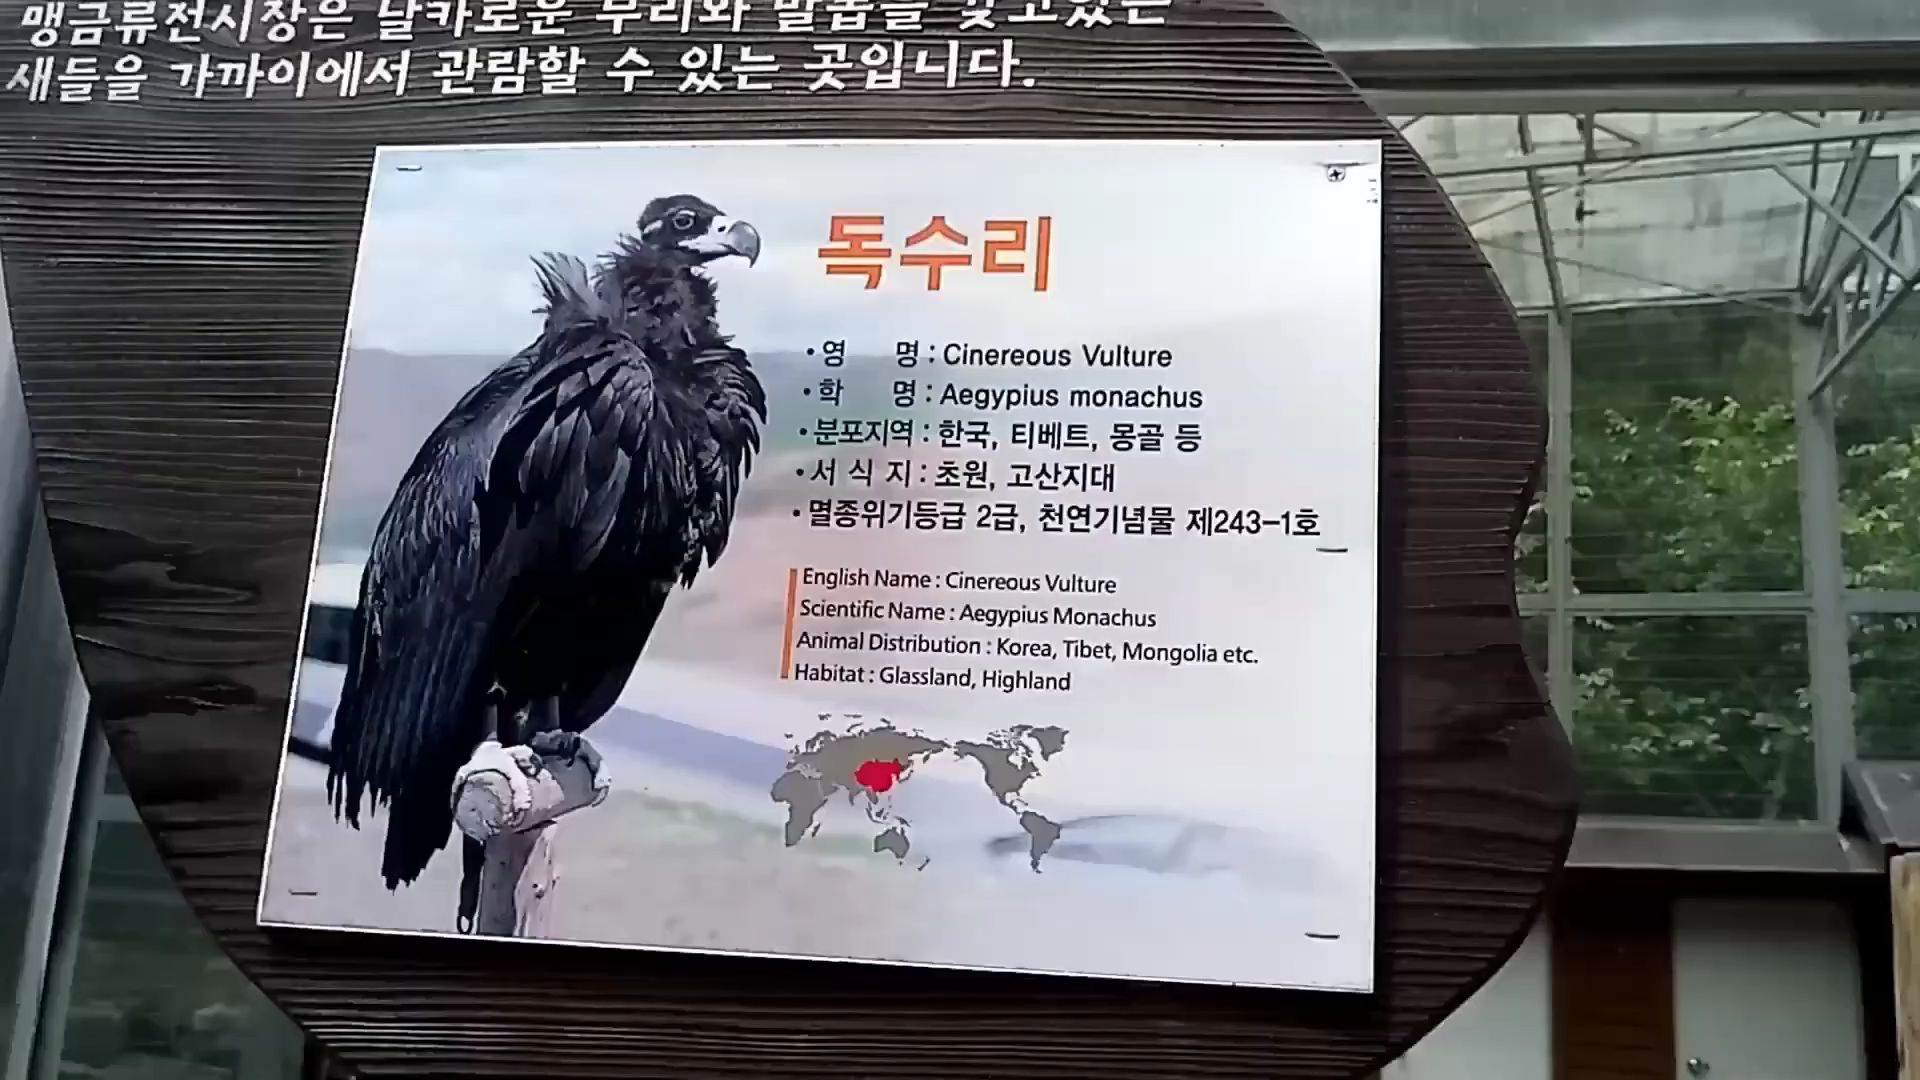 맹금류전시장은 날카로운 부리와 발톱을 갖고있는
새들을 가까이에서 관람할 수 있는 곳입니다.
독수리
•영 명 : Cinereous Vulture
•학 명 : Aegypius monachus
•분포지역 : 한국, 티베트, 몽골 등
•서 식 지 : 초원, 고산지대
•멸종위기등급 2급, 천연기념물 제243-1호
English Name : Cinereous Vulture
Scientific Name : Aegypius Monachus
Animal Distribution : Korea, Tibet, Mongolia etc.
Habitat : Glassland, Highland